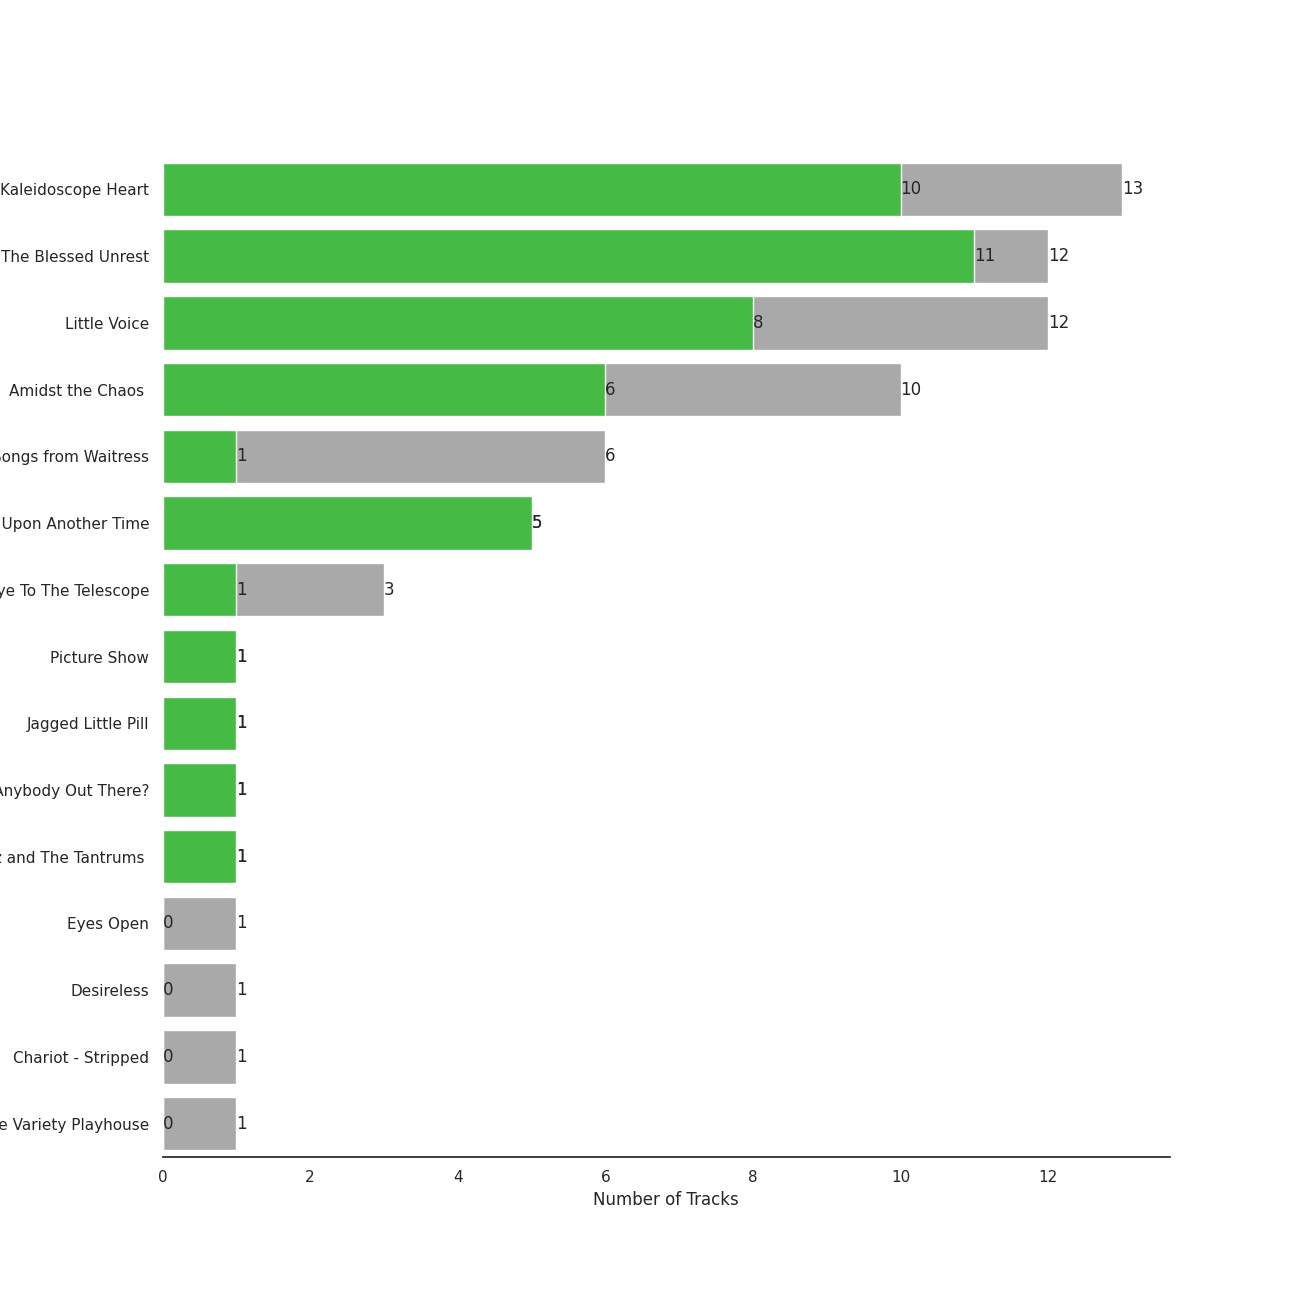 Kaleidoscope Heart 10 13
The Blessed Unrest 11 12
Little Voice 8 12
Amidst the Chaos 6 10
Songs from Waitress 1 6
Upon Another Time 5
To The Telescope 1 3
Picture Show 1
Jagged Little Pill 1
Anybody Out There? 1
and The Tantrums 1
Eyes Open 0 1
Desireless 0 1
Chariot - Stripped 0 1
Variety Playhouse 0 1
0 2 4 6 8 10 12
Number of Tracks